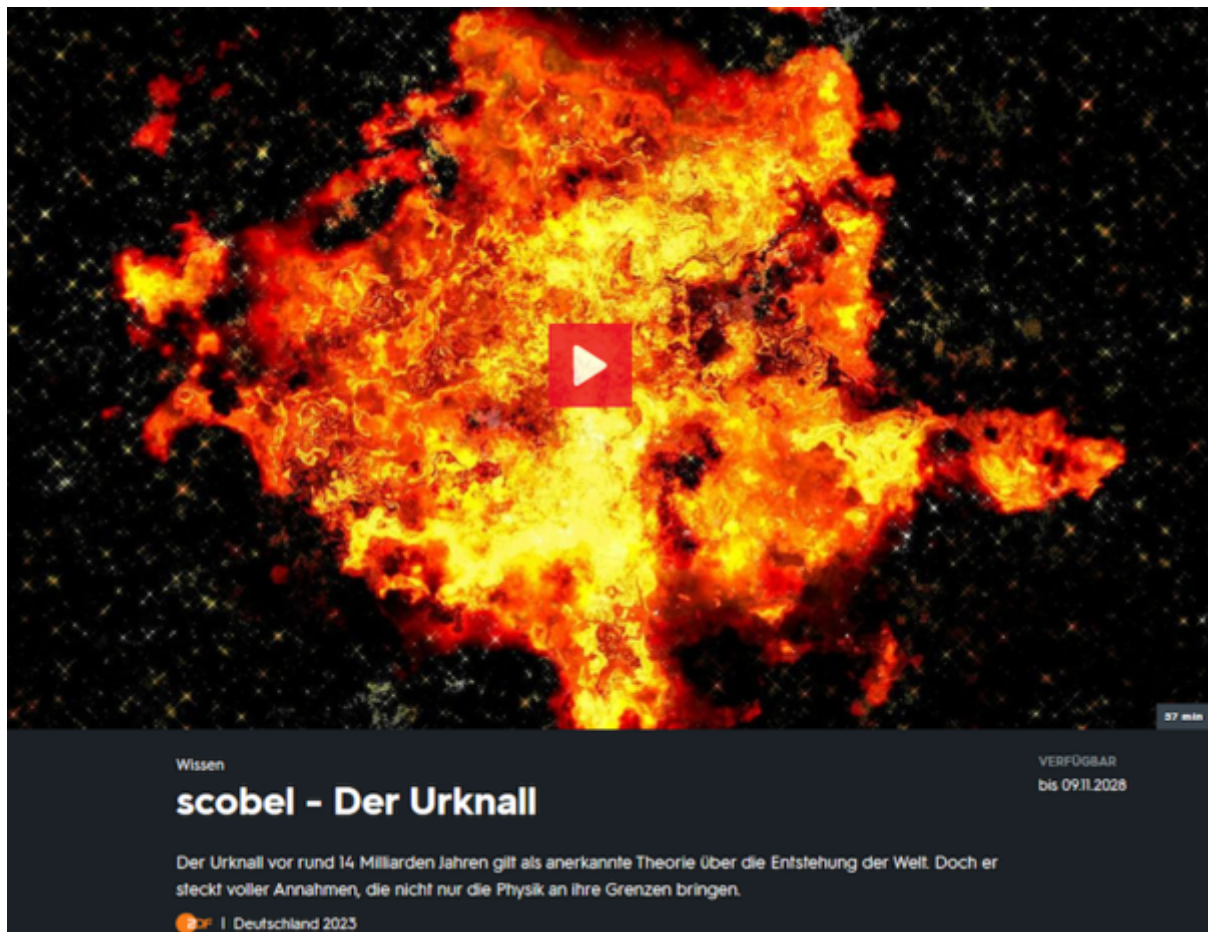 57 min
Wissen
VERFÜGBAR
bis 09.11.2028
scobel - Der Urknall
Der Urknall vor rund 14 Milliarden Jahren gilt als anerkannte Theorie über die Entstehung der Welt. Doch er
steckt voller Annahmen, die nicht nur die Physik an ihre Grenzen bringen.
ZDF | Deutschland 2023